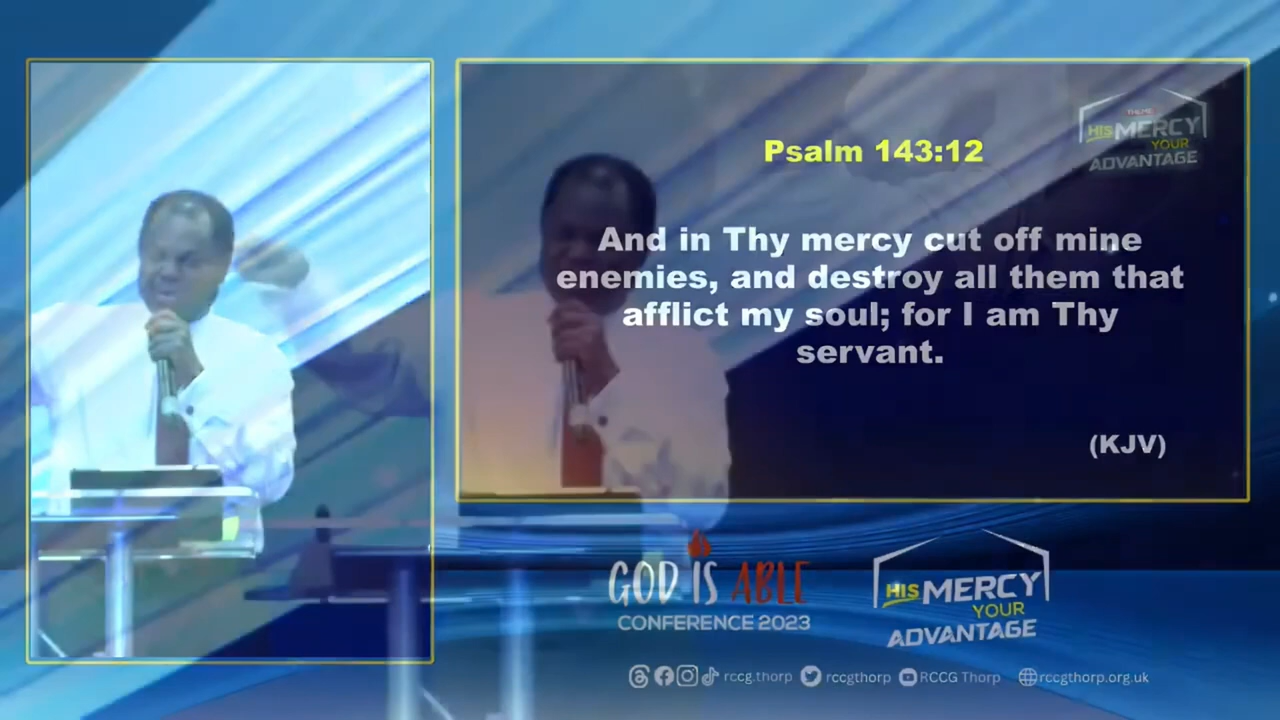 Psalm 143:12
And in Thy mercy cut off mine
enemies, and destroy all them that
afflict my soul; for I am Thy
servant.
(KJV)
THEME:
HIS MERCY
YOUR
ADVANTAGE
GOD IS ABLE
CONFERENCE 2023
HIS MERCY
YOUR
ADVANTAGE
rccg.thorp rccgthorp RCCG Thorp rccgthorp.org.uk